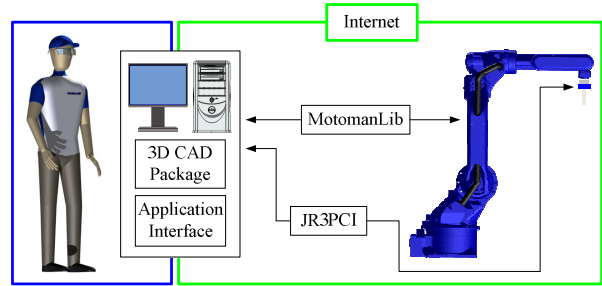 Internet
MotomanLib
3D CAD
Package
Application
Interface
JR3PCI